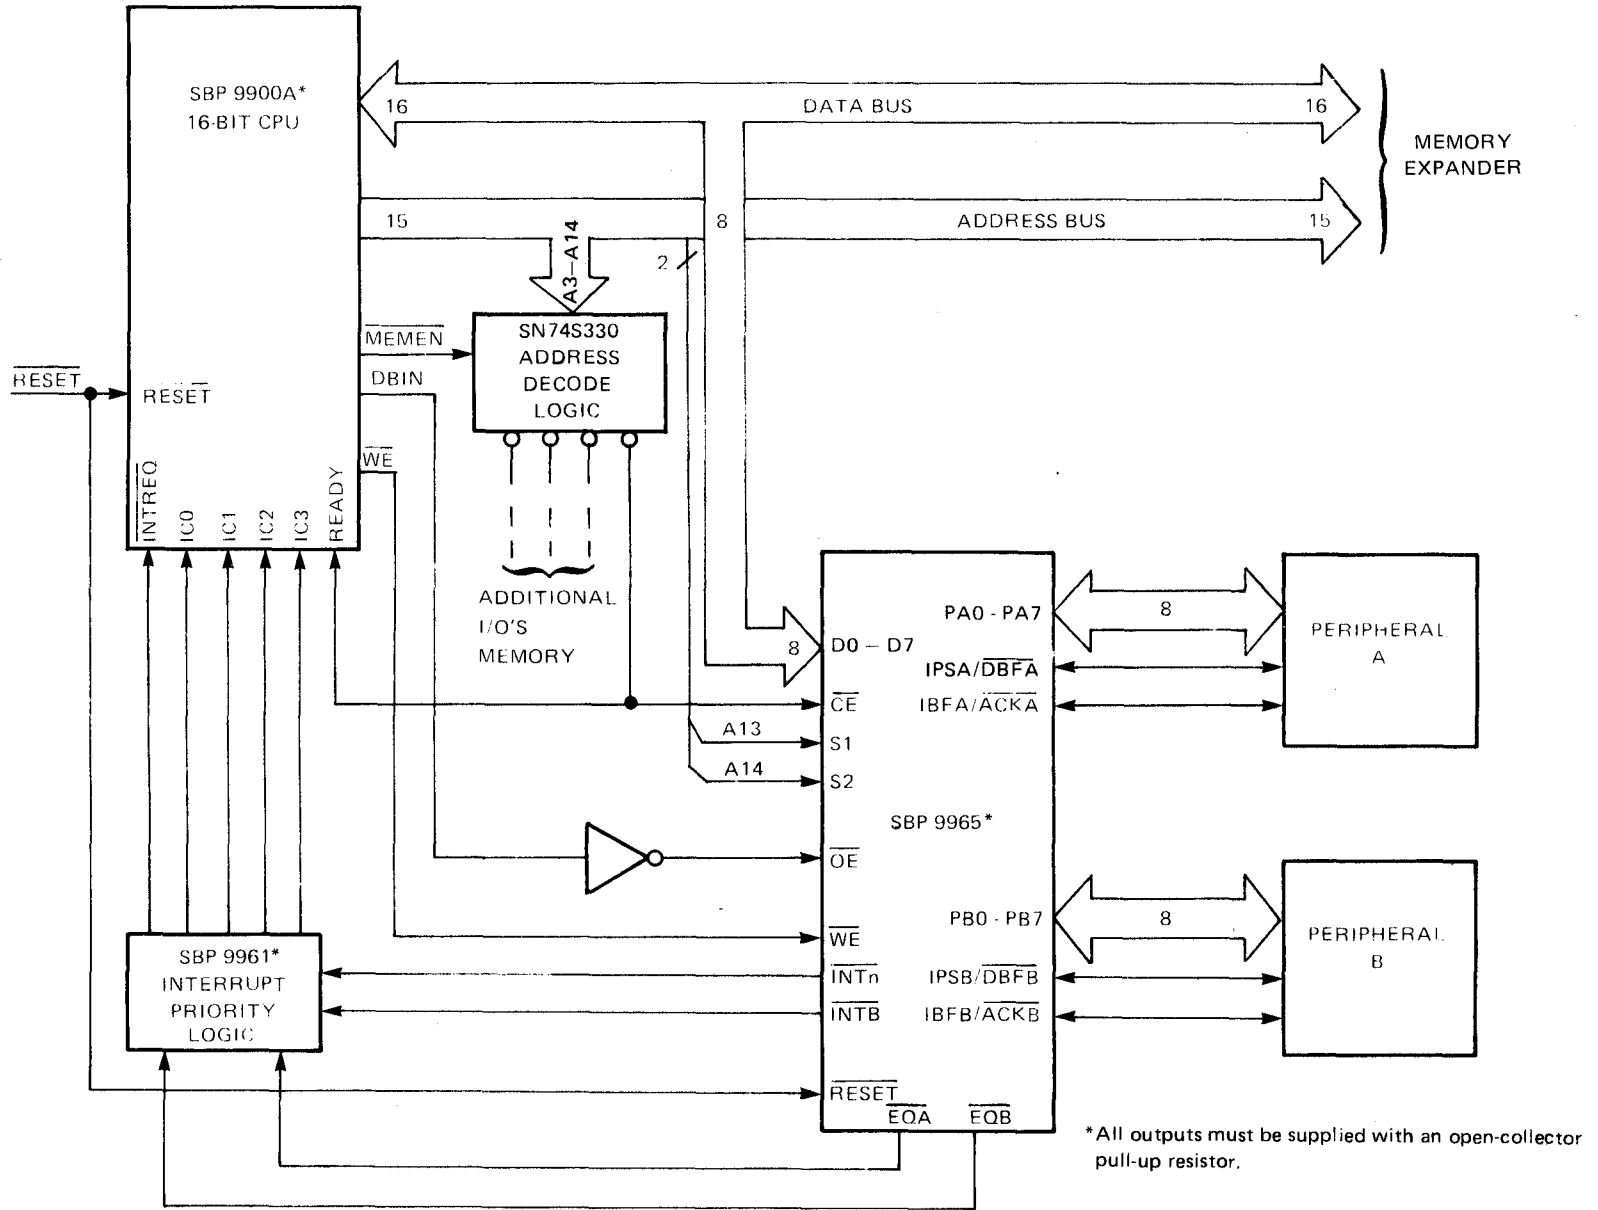 SBP 9900A*
16-BIT CPU
16
DATA BUS
16
MEMORY
EXPANDER
15
8
ADDRESS BUS
15
A3–A14
2
MEMEN
SN74S330
ADDRESS
DECODE
LOGIC
RESET
RESET
DBIN
WE
INTREQ
IC0
IC1
IC2
IC3
READY
ADDITIONAL
I/O'S
MEMORY
8
D0 – D7
PA0 - PA7
8
PERIPHERAL
A
IPSA/DBFA
CE
IBFA/ACKA
A13
S1
A14
S2
SBP 9965*
OE
PB0 - PB7
8
PERIPHERAL
B
WE
SBP 9961*
INTERRUPT
PRIORITY
LOGIC
INTn
IPSB/DBFB
INTB
IBFB/ACKB
RESET
EQA
EQB
*All outputs must be supplied with an open-collector
pull-up resistor.